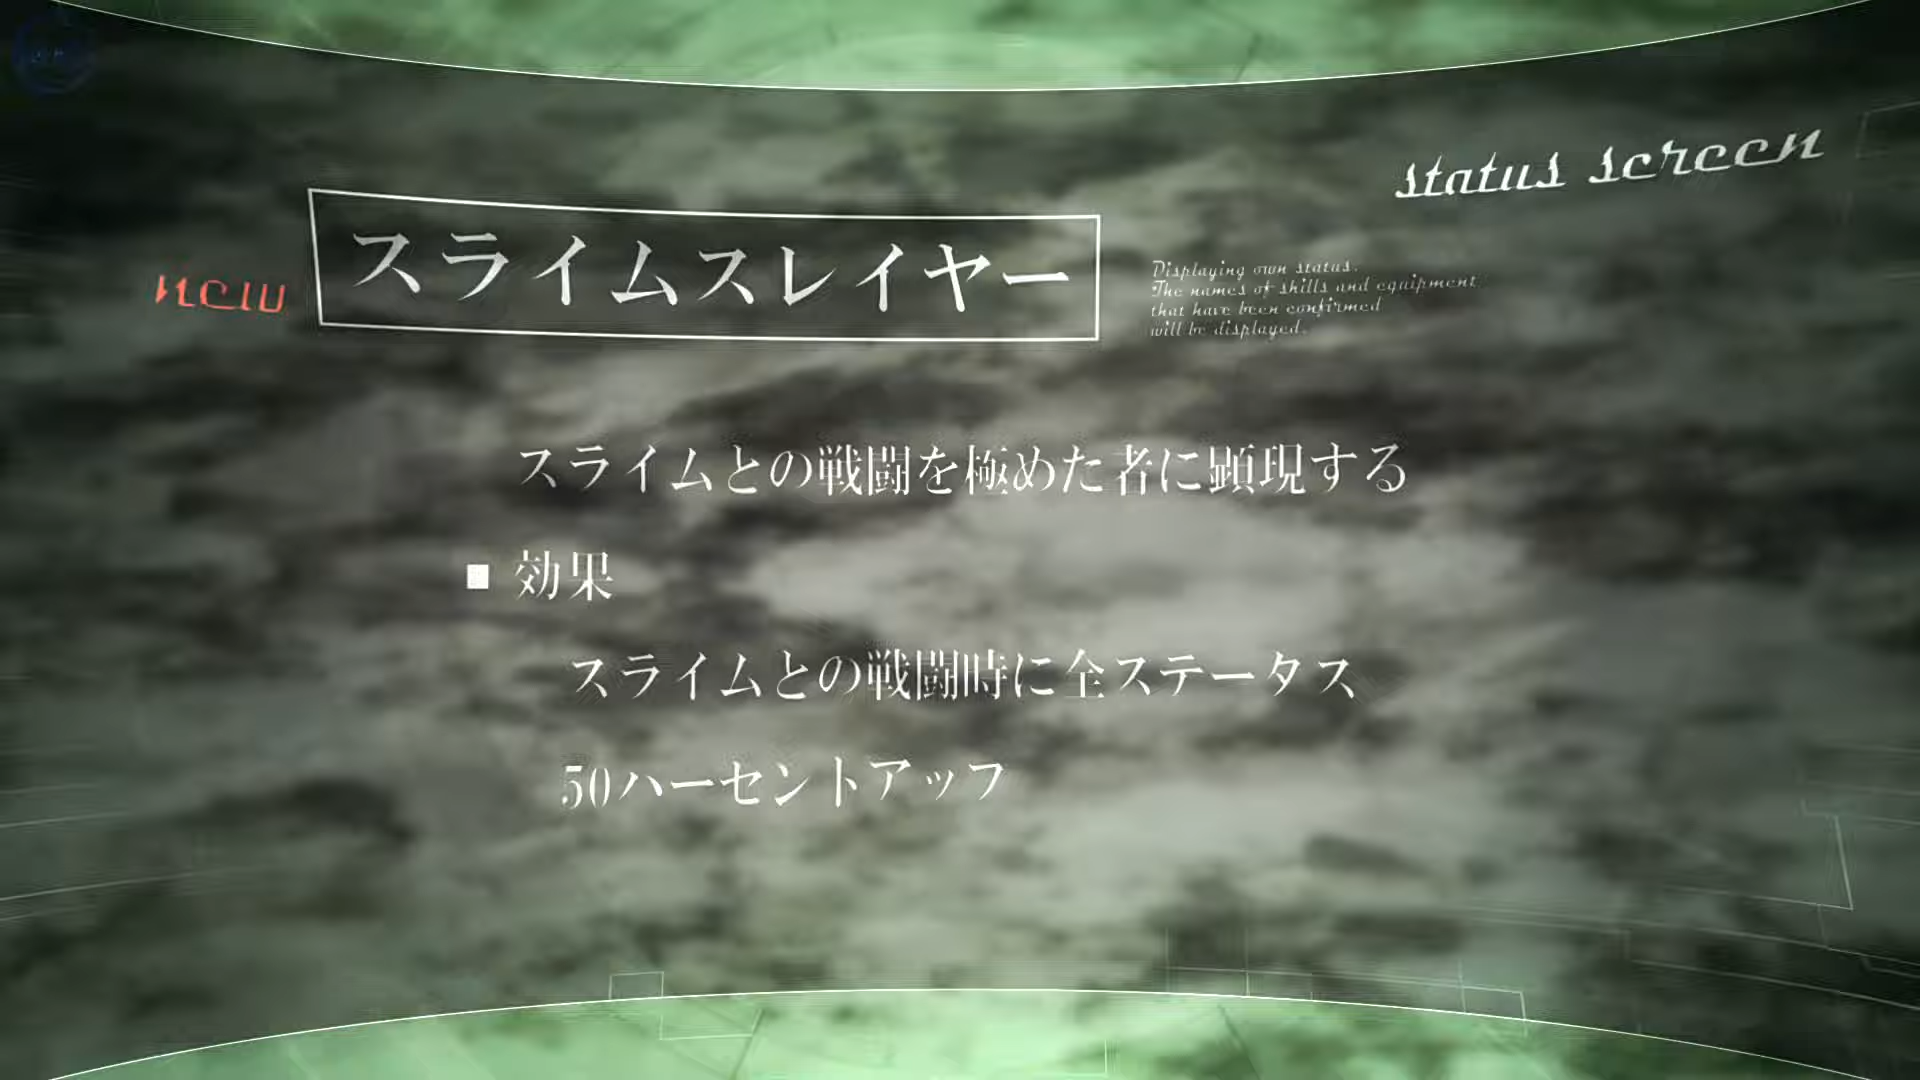 status screen
new
スライムスレイヤー
Displaying own status.
The names of skills and equipment
that have been confirmed
will be displayed.
スライムとの戦闘を極めた者に顕現する
■ 効果
スライムとの戦闘時に全ステータス
50ハーセントアッフ